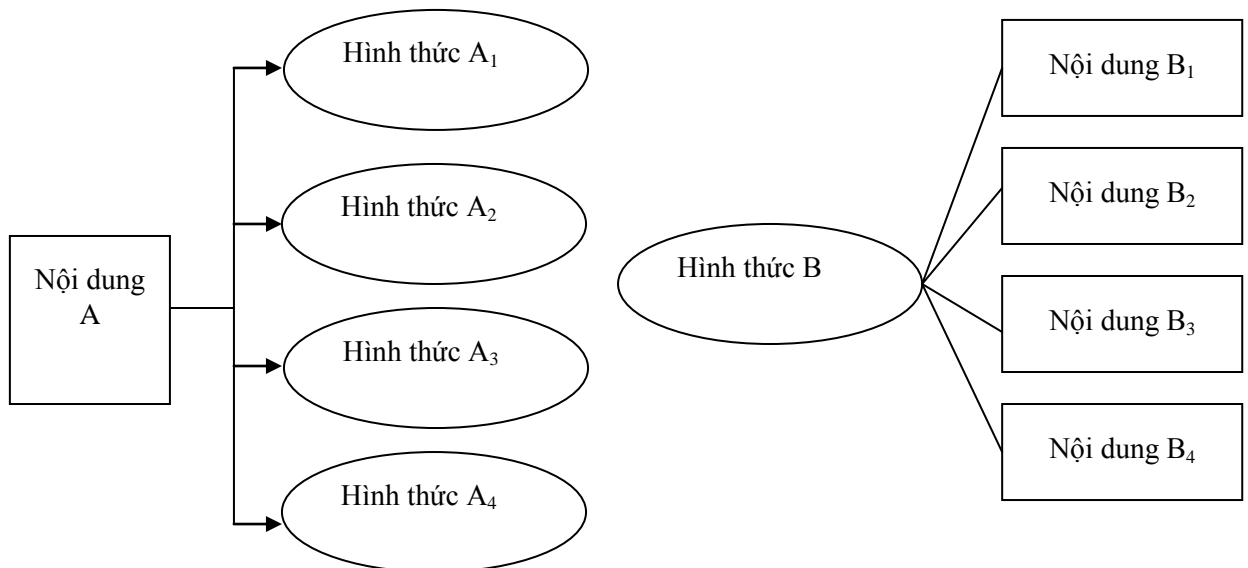 Hình thức A₁
Hình thức A₂
Nội dung
A
Hình thức A₃
Hình thức A₄
Hình thức B
Nội dung B₁
Nội dung B₂
Nội dung B₃
Nội dung B₄